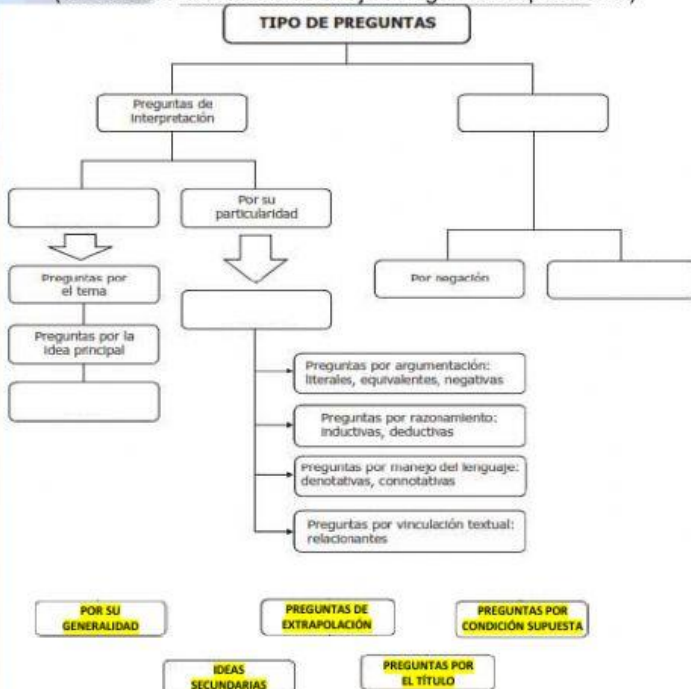 TIPO DE PREGUNTAS
Preguntas de
interpretación
Por su
particularidad
Preguntas por
el tema
Por negación
Preguntas por la
idea principal
Preguntas por argumentación:
literales, equivalentes, negativas
Preguntas por razonamiento:
inductivas, deductivas
Preguntas por manejo del lenguaje:
denotativas, connotativas
Preguntas por vinculación textual:
relacionantes
POR SU
GENERALIDAD
PREGUNTAS DE
EXTRAPOLACIÓN
PREGUNTAS POR
CONDICIÓN SUPUESTA
IDEAS
SECUNDARIAS
PREGUNTAS POR
EL TÍTULO